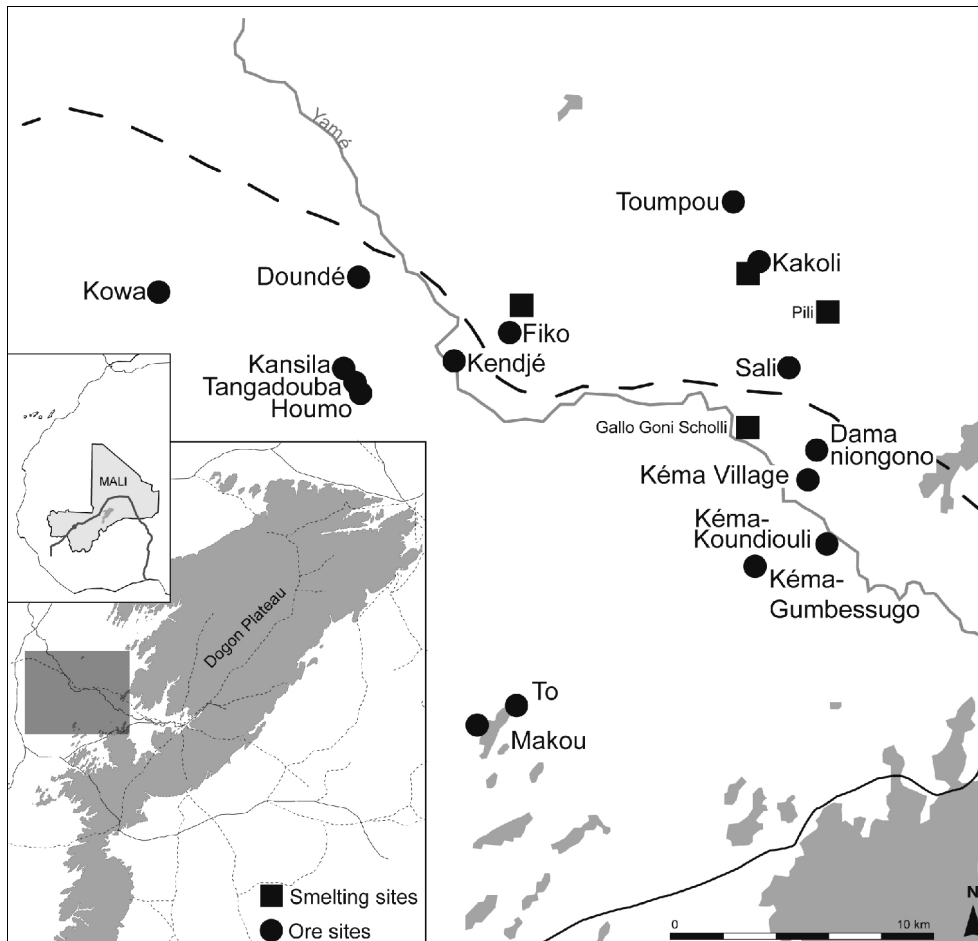 Yamé
Toumpou
Kakoli
Doundé
Kowa
Pili
Fiko
Kendjé
Kansila
Tangadouba
Houmo
Sali
Gallo Goni Scholli
Dama
niongono
Kéma Village
Kéma-
Koundiouli
Kéma-
Gumbessugo
MALI
Dogon Plateau
To
Makou
Smelting sites
Ore sites
N
0
10 km